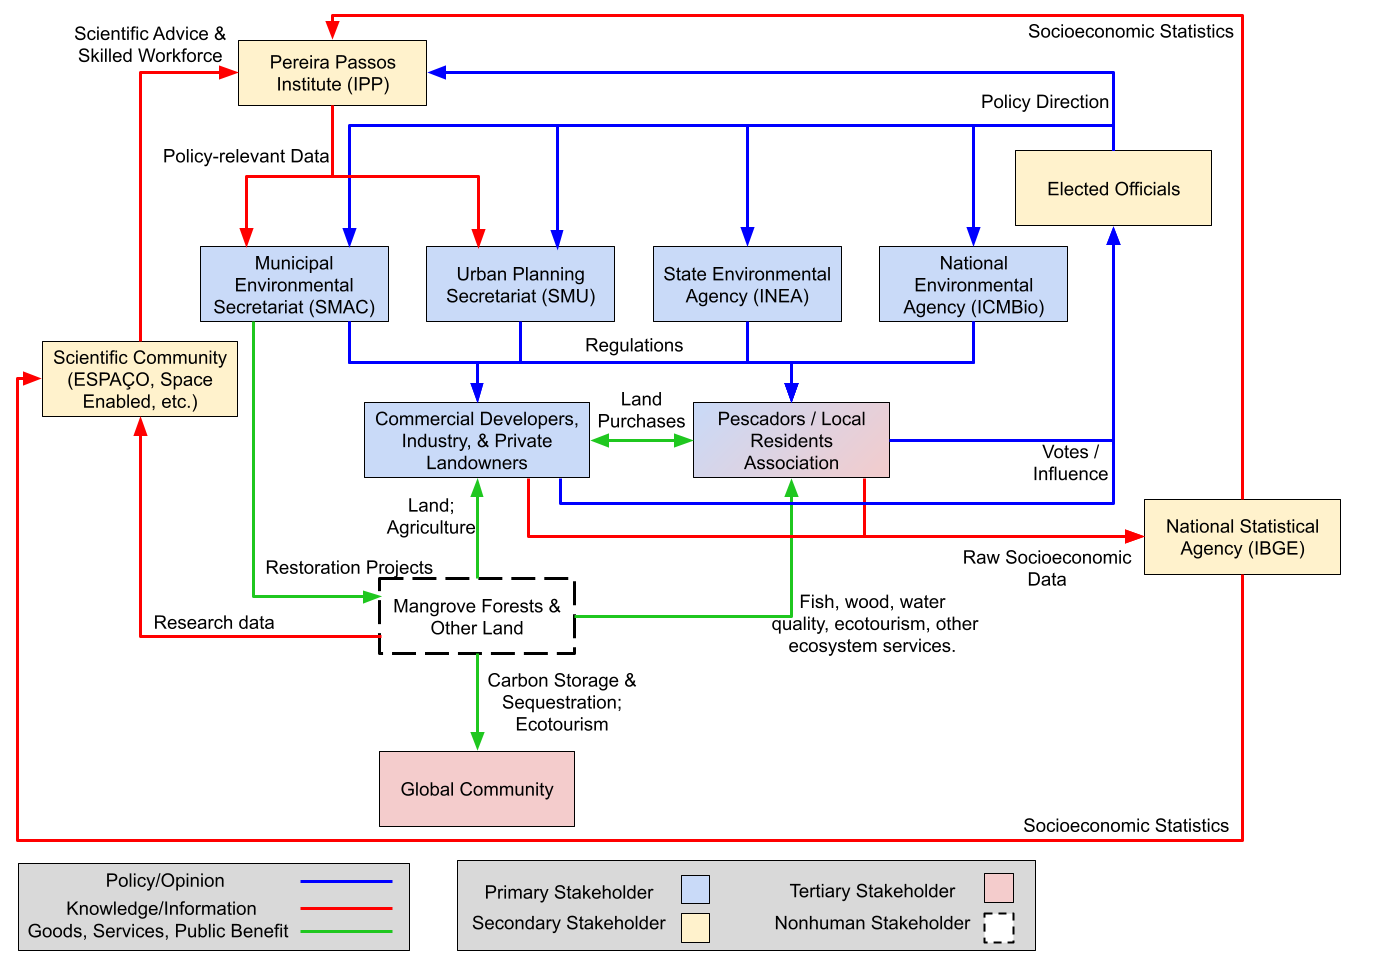 Socioeconomic Statistics
Scientific Advice &
Skilled Workforce
Pereira Passos
Institute (IPP)
Policy Direction
Policy-relevant Data
Elected Officials
Municipal
Environmental
Secretariat (SMAC)
Urban Planning
Secretariat (SMU)
State Environmental
Agency (INEA)
National
Environmental
Agency (ICMBio)
Regulations
Scientific Community
(ESPAÇO, Space
Enabled, etc.)
Land
Purchases
Commercial Developers,
Industry, & Private
Landowners
Pescadors / Local
Residents
Association
Votes /
Influence
Land;
Agriculture
National Statistical
Agency (IBGE)
Raw Socioeconomic
Data
Restoration Projects
Mangrove Forests &
Other Land
Research data
Fish, wood, water
quality, ecotourism, other
ecosystem services.
Carbon Storage &
Sequestration;
Ecotourism
Global Community
Socioeconomic Statistics
Policy/Opinion
Knowledge/Information
Goods, Services, Public Benefit
Primary Stakeholder
Secondary Stakeholder
Tertiary Stakeholder
Nonhuman Stakeholder